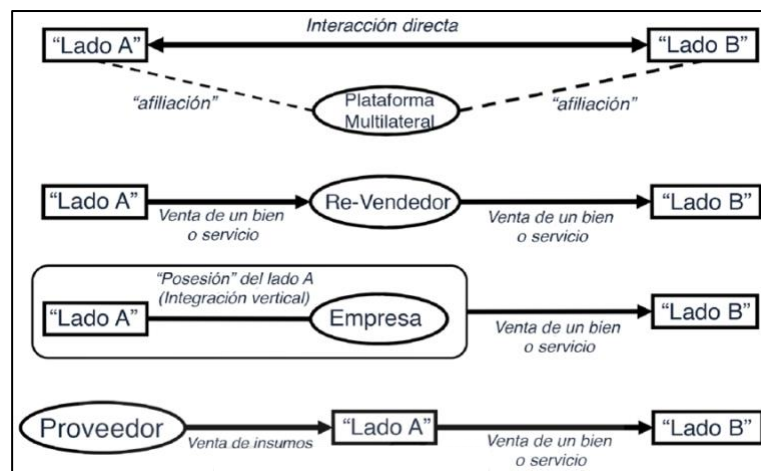 Interacción directa
“Lado A”
“Lado B”
“afiliación”
Plataforma
Multilateral
“afiliación”
“Lado A”
Venta de un bien
o servicio
Re-Vendedor
Venta de un bien
o servicio
“Lado B”
“Posesión” del lado A
(Integración vertical)
“Lado A”
Empresa
Venta de un bien
o servicio
“Lado B”
Proveedor
Venta de insumos
“Lado A”
Venta de un bien
o servicio
“Lado B”